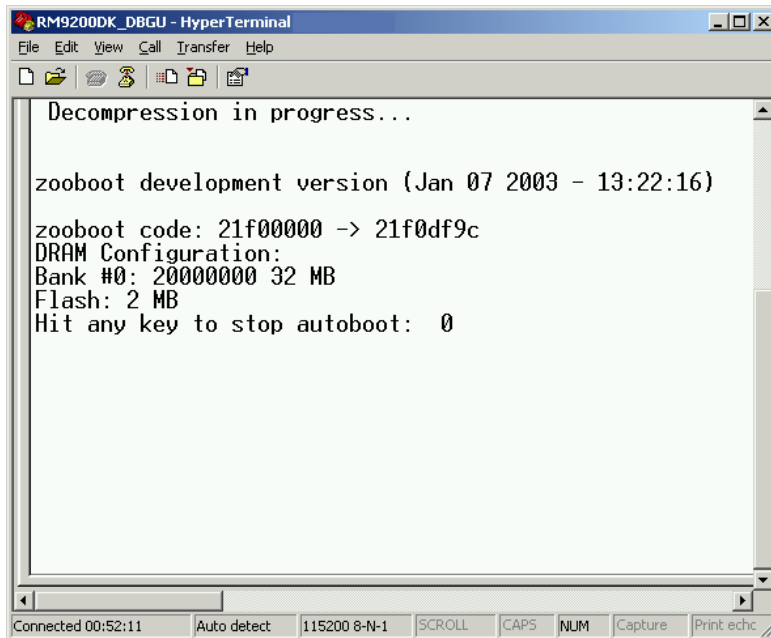 RM9200DK_DBGU - HyperTerminal
File Edit View Call Transfer Help
Decompression in progress...
zooboot development version (Jan 07 2003 - 13:22:16)
zooboot code: 21f00000 -> 21f0df9c
DRAM Configuration:
Bank #0: 20000000 32 MB
Flash: 2 MB
Hit any key to stop autoboot:  0
Connected 00:52:11 Auto detect 115200 8-N-1 SCROLL CAPS NUM Capture Print echo